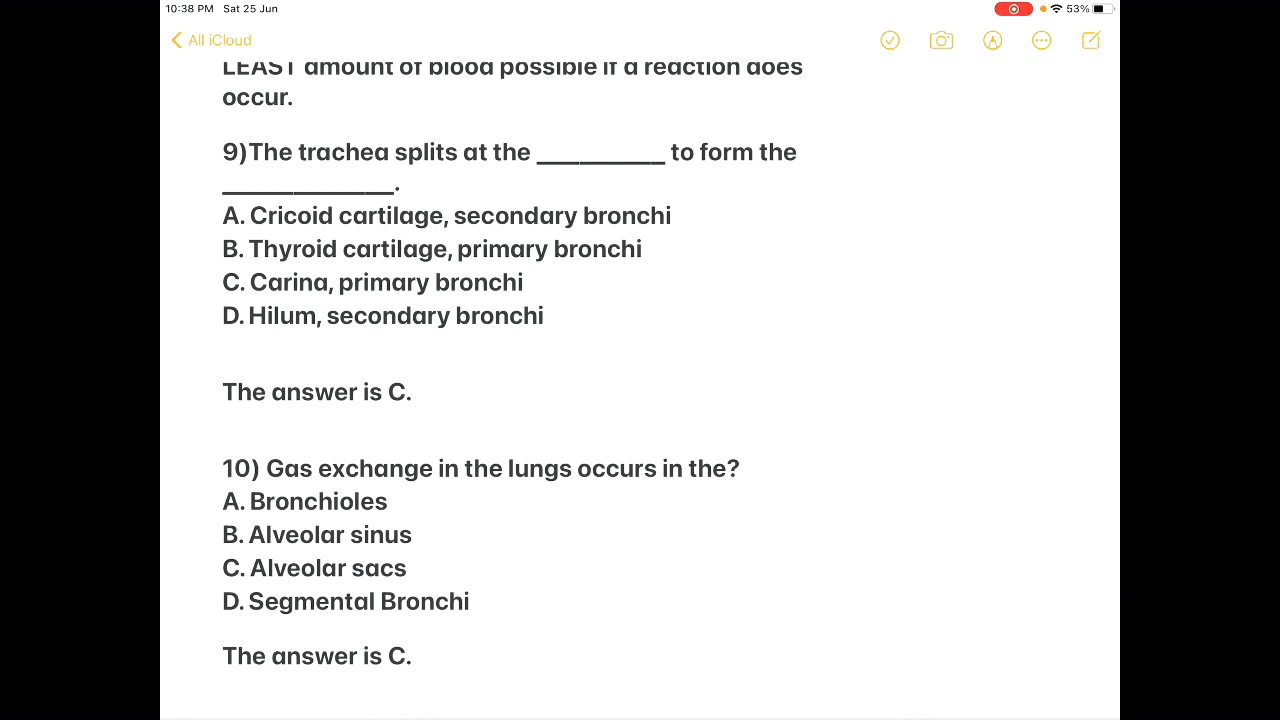 10:38 PM Sat 25 Jun
53%
All iCloud
LEAST amount of blood possible if a reaction does
occur.
9)The trachea splits at the _________ to form the
____________.
A. Cricoid cartilage, secondary bronchi
B. Thyroid cartilage, primary bronchi
C. Carina, primary bronchi
D. Hilum, secondary bronchi
The answer is C.
10) Gas exchange in the lungs occurs in the?
A. Bronchioles
B. Alveolar sinus
C. Alveolar sacs
D. Segmental Bronchi
The answer is C.